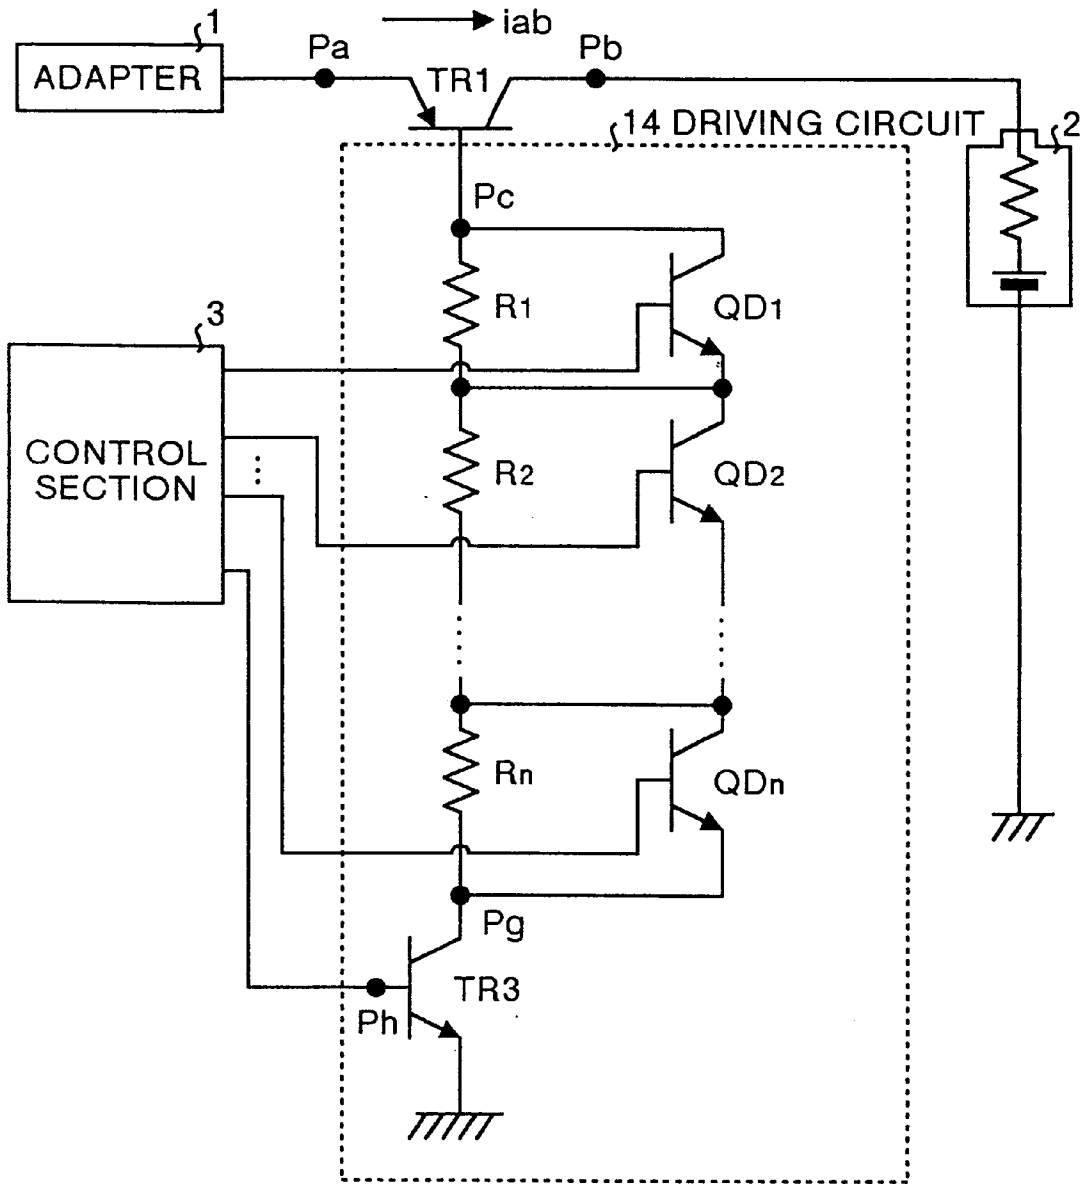 iab
1
Pa
Pb
ADAPTER
TR1
14 DRIVING CIRCUIT
2
Pc
R1
QD1
3
CONTROL
SECTION
R2
QD2
Rn
QDn
Pg
TR3
Ph